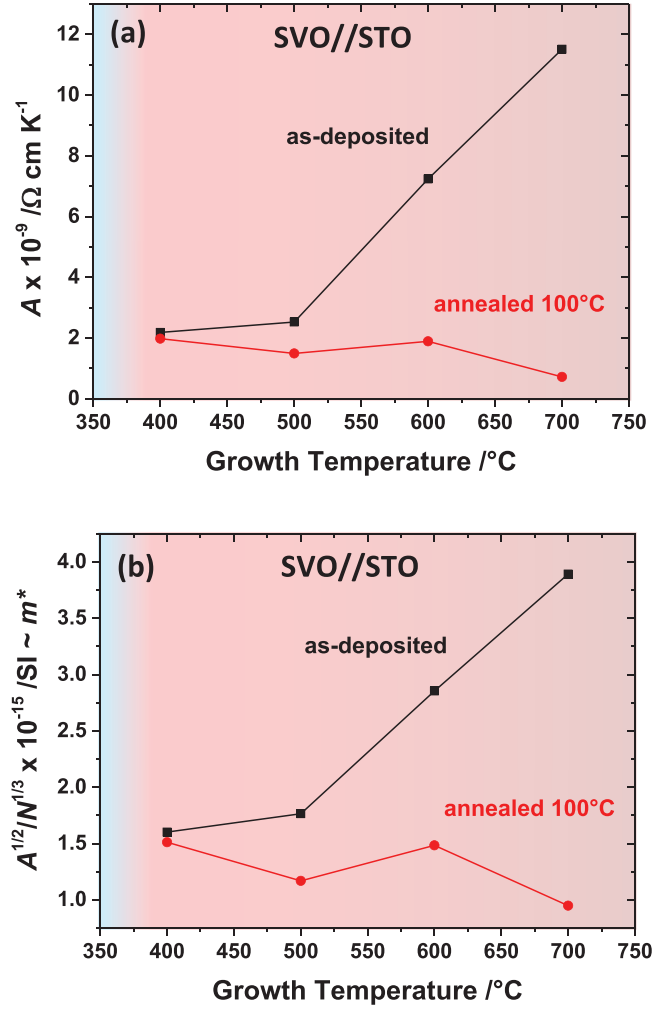 (a)
SVO//STO
12
10
8
6
4
2
0
as-deposited
annealed 100°C
A x 10⁻⁹ /Ω cm K⁻¹
350 400 450 500 550 600 650 700 750
Growth Temperature /°C
(b)
SVO//STO
4.0
3.5
3.0
2.5
2.0
1.5
1.0
as-deposited
annealed 100°C
A^1/2/N^1/3 x 10⁻¹⁵ /SI ~ m*
350 400 450 500 550 600 650 700 750
Growth Temperature /°C